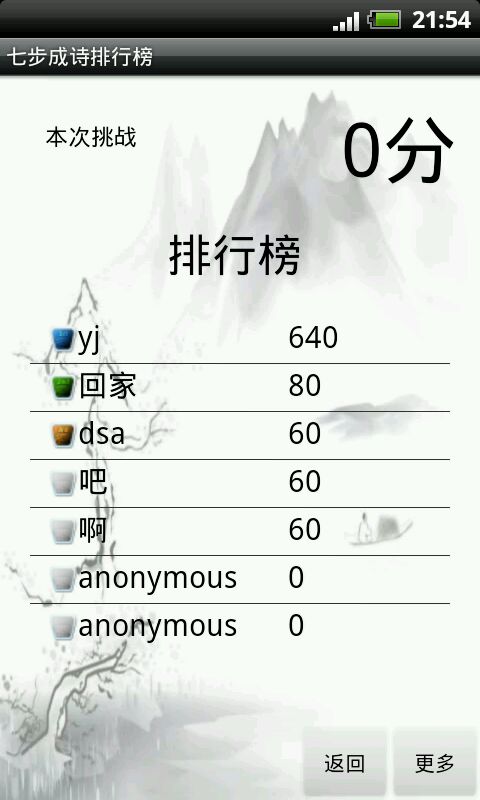 21:54
七步成诗排行榜
本次挑战 0分
排行榜
yj 640
回家 80
dsa 60
吧 60
啊 60
anonymous 0
anonymous 0
返回 更多